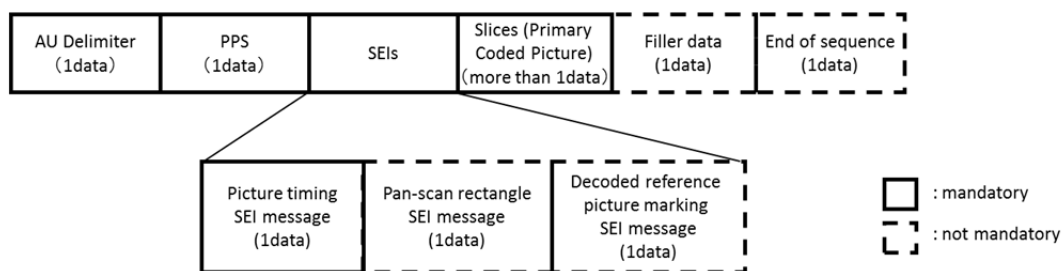 AU Delimiter
（1data）
PPS
（1data）
SEIs
Slices (Primary
Coded Picture)
（more than 1data)
Filler data
(1data)
End of sequence
(1data)
Picture timing
SEI message
(1data)
Pan-scan rectangle
SEI message
(1data)
Decoded reference
picture marking
SEI message
(1data)
: mandatory
: not mandatory